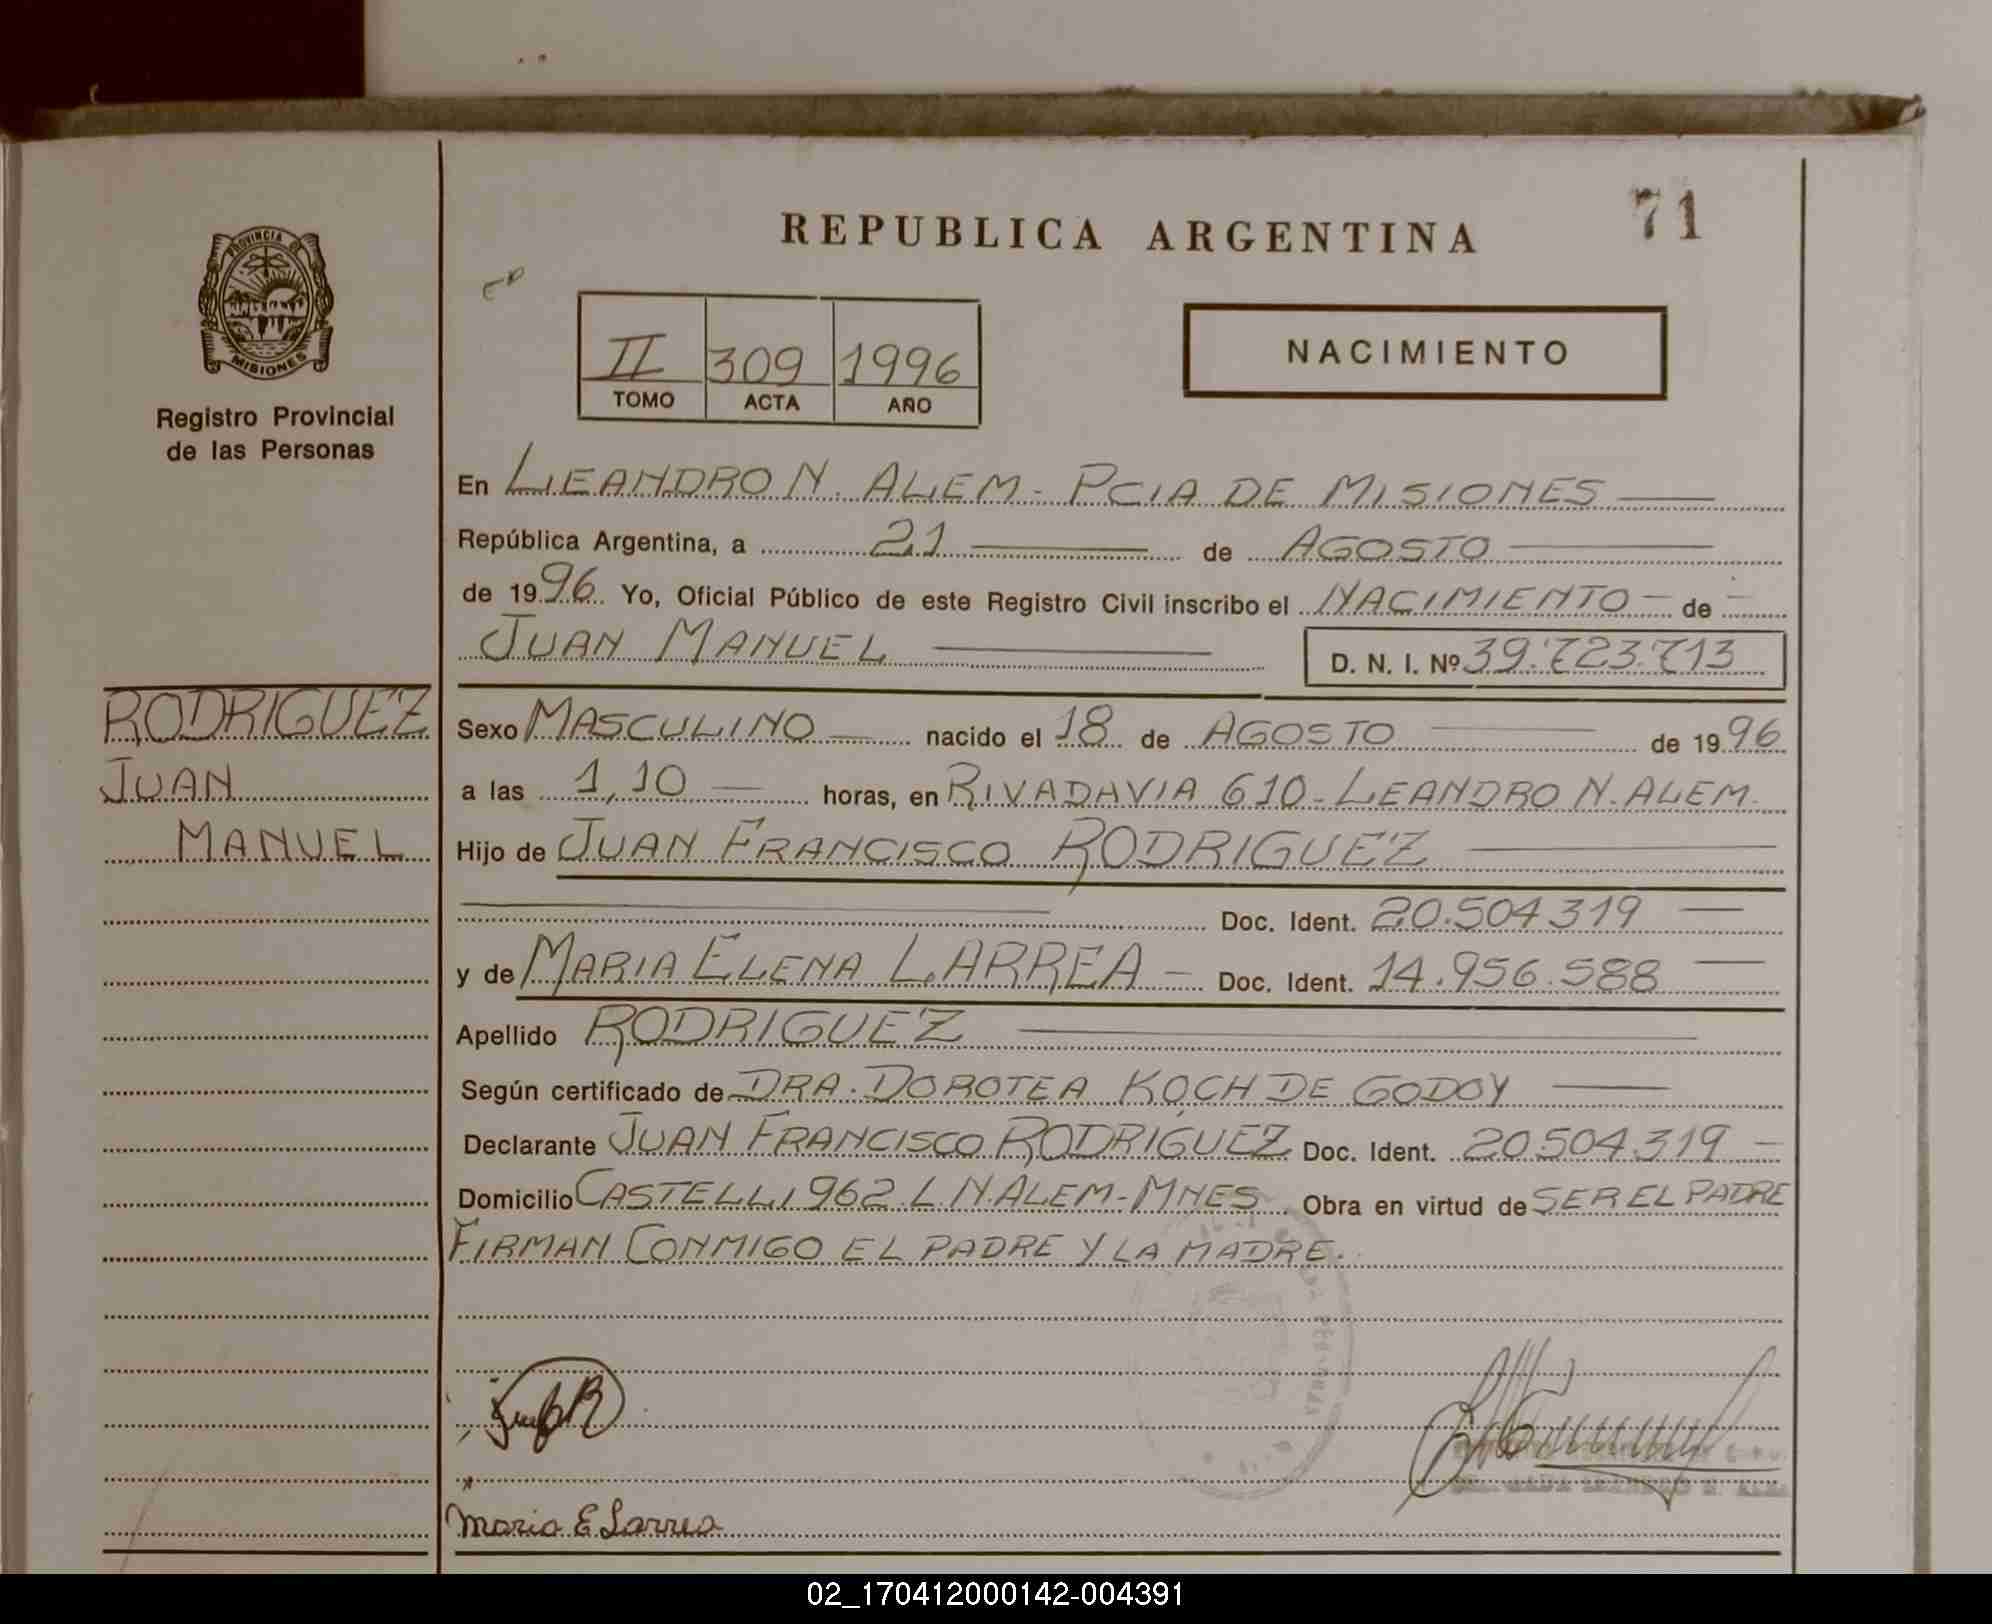 REPUBLICA ARGENTINA
71
PROVINCIA DE
MISIONES
Registro Provincial
de las Personas
II 309 1996
TOMO ACTA AÑO
NACIMIENTO
En LEANDRO N. ALEM - PCIA DE MISIONES
República Argentina, a 21 de AGOSTO
de 1996 Yo, Oficial Público de este Registro Civil inscribo el NACIMIENTO - de -
JUAN MANUEL D. N. I. Nº 39.723.713
RODRIGUEZ
JUAN
MANUEL
Sexo MASCULINO nacido el 18 de AGOSTO de 1996
a las 1,10 horas, en RIVADAVIA 610 - LEANDRO N. ALEM.
Hijo de JUAN FRANCISCO RODRIGUEZ
Doc. Ident. 20.504.319
y de MARIA ELENA LARREA - Doc. Ident. 14.956.588
Apellido RODRIGUEZ
Según certificado de DRA. DOROTEA KOCH DE GODOY
Declarante JUAN FRANCISCO RODRIGUEZ Doc. Ident. 20.504.319 -
Domicilio CASTELLI 962 L N. ALEM - MNES Obra en virtud de SER EL PADRE
FIRMAN CONMIGO EL PADRE Y LA MADRE.
Maria E Larrea
02_170412000142-004391